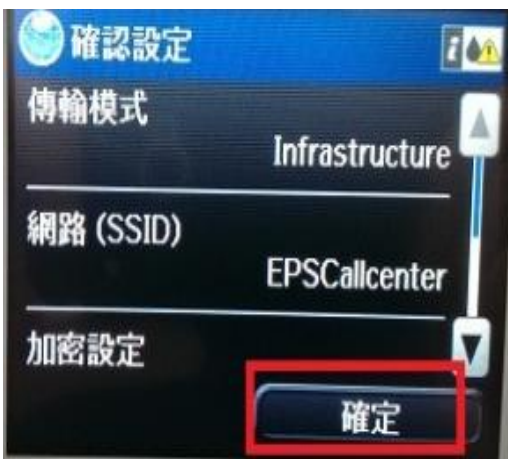 確認設定
傳輸模式
Infrastructure
網路 (SSID)
EPSCallcenter
加密設定
確定